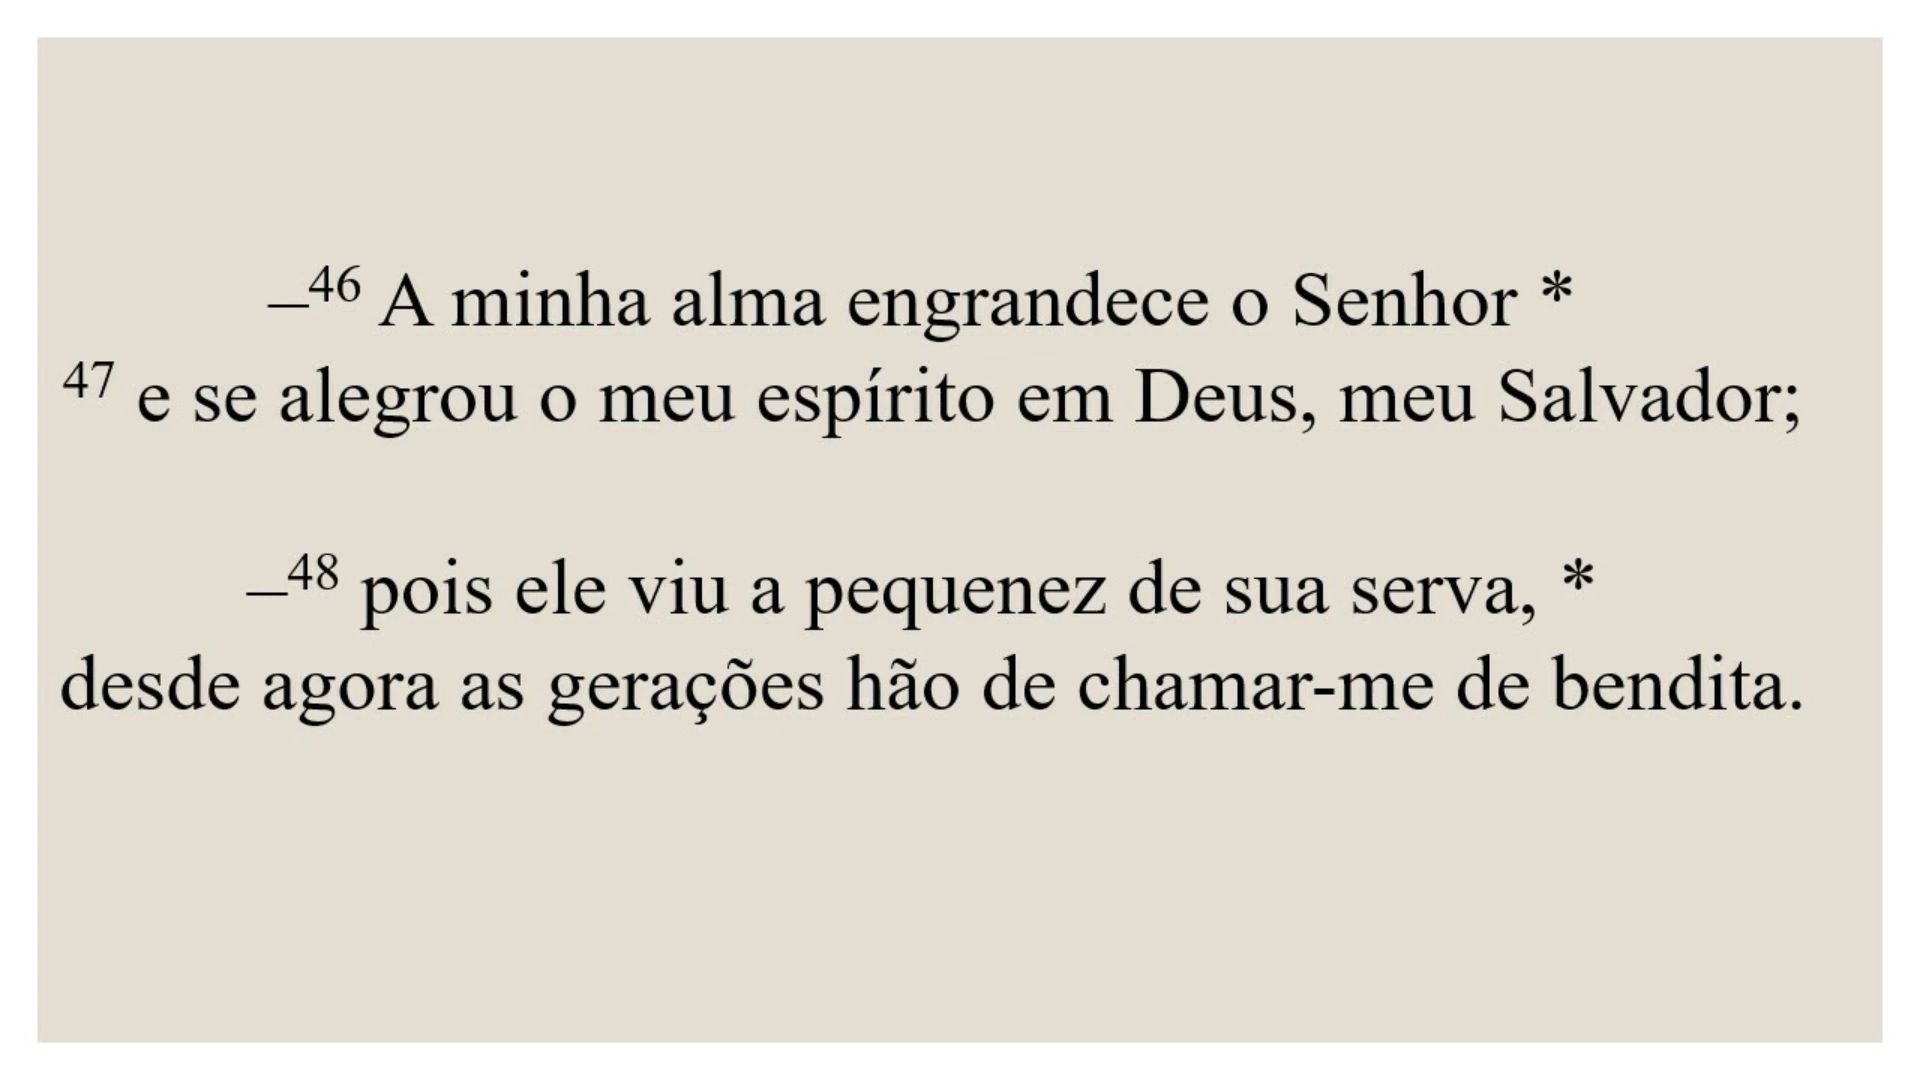 –46 A minha alma engrandece o Senhor *
47 e se alegrou o meu espírito em Deus, meu Salvador;
–48 pois ele viu a pequenez de sua serva, *
desde agora as gerações hão de chamar-me de bendita.